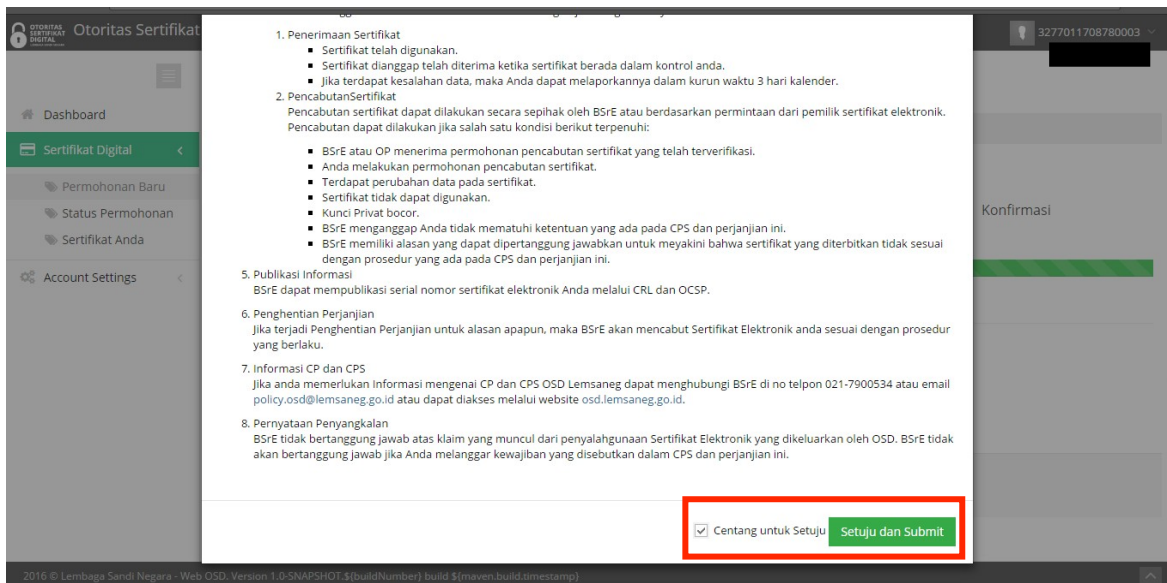 OTORITAS
SERTIFIKAT
DIGITAL
Otoritas Sertifikat
3277011708780003
Dashboard
Sertifikat Digital
Permohonan Baru
Status Permohonan
Sertifikat Anda
Account Settings
1. Penerimaan Sertifikat
Sertifikat telah digunakan.
Sertifikat dianggap telah diterima ketika sertifikat berada dalam kontrol anda.
Jika terdapat kesalahan data, maka Anda dapat melaporkannya dalam kurun waktu 3 hari kalender.
2. PencabutanSertifikat
Pencabutan sertifikat dapat dilakukan secara sepihak oleh BSrE atau berdasarkan permintaan dari pemilik sertifikat elektronik.
Pencabutan dapat dilakukan jika salah satu kondisi berikut terpenuhi:
BSrE atau OP menerima permohonan pencabutan sertifikat yang telah terverifikasi.
Anda melakukan permohonan pencabutan sertifikat.
Terdapat perubahan data pada sertifikat.
Sertifikat tidak dapat digunakan.
Kunci Privat bocor.
BSrE menganggap Anda tidak mematuhi ketentuan yang ada pada CPS dan perjanjian ini.
BSrE memiliki alasan yang dapat dipertanggung jawabkan untuk meyakini bahwa sertifikat yang diterbitkan tidak sesuai
dengan prosedur yang ada pada CPS dan perjanjian ini.
5. Publikasi Informasi
BSrE dapat mempublikasi serial nomor sertifikat elektronik Anda melalui CRL dan OCSP.
6. Penghentian Perjanjian
Jika terjadi Penghentian Perjanjian untuk alasan apapun, maka BSrE akan mencabut Sertifikat Elektronik anda sesuai dengan prosedur
yang berlaku.
7. Informasi CP dan CPS
Jika anda memerlukan Informasi mengenai CP dan CPS OSD Lemsaneg dapat menghubungi BSrE di no telpon 021-7900534 atau email
policy.osd@lemsaneg.go.id atau dapat diakses melalui website osd.lemsaneg.go.id.
8. Pernyataan Penyangkalan
BSrE tidak bertanggung jawab atas klaim yang muncul dari penyalahgunaan Sertifikat Elektronik yang dikeluarkan oleh OSD. BSrE tidak
akan bertanggung jawab jika Anda melanggar kewajiban yang disebutkan dalam CPS dan perjanjian ini.
Konfirmasi
Centang untuk Setuju
Setuju dan Submit
2016 © Lembaga Sandi Negara - Web OSD. Version 1.0-SNAPSHOT.${buildNumber} build ${maven.build.timestamp}